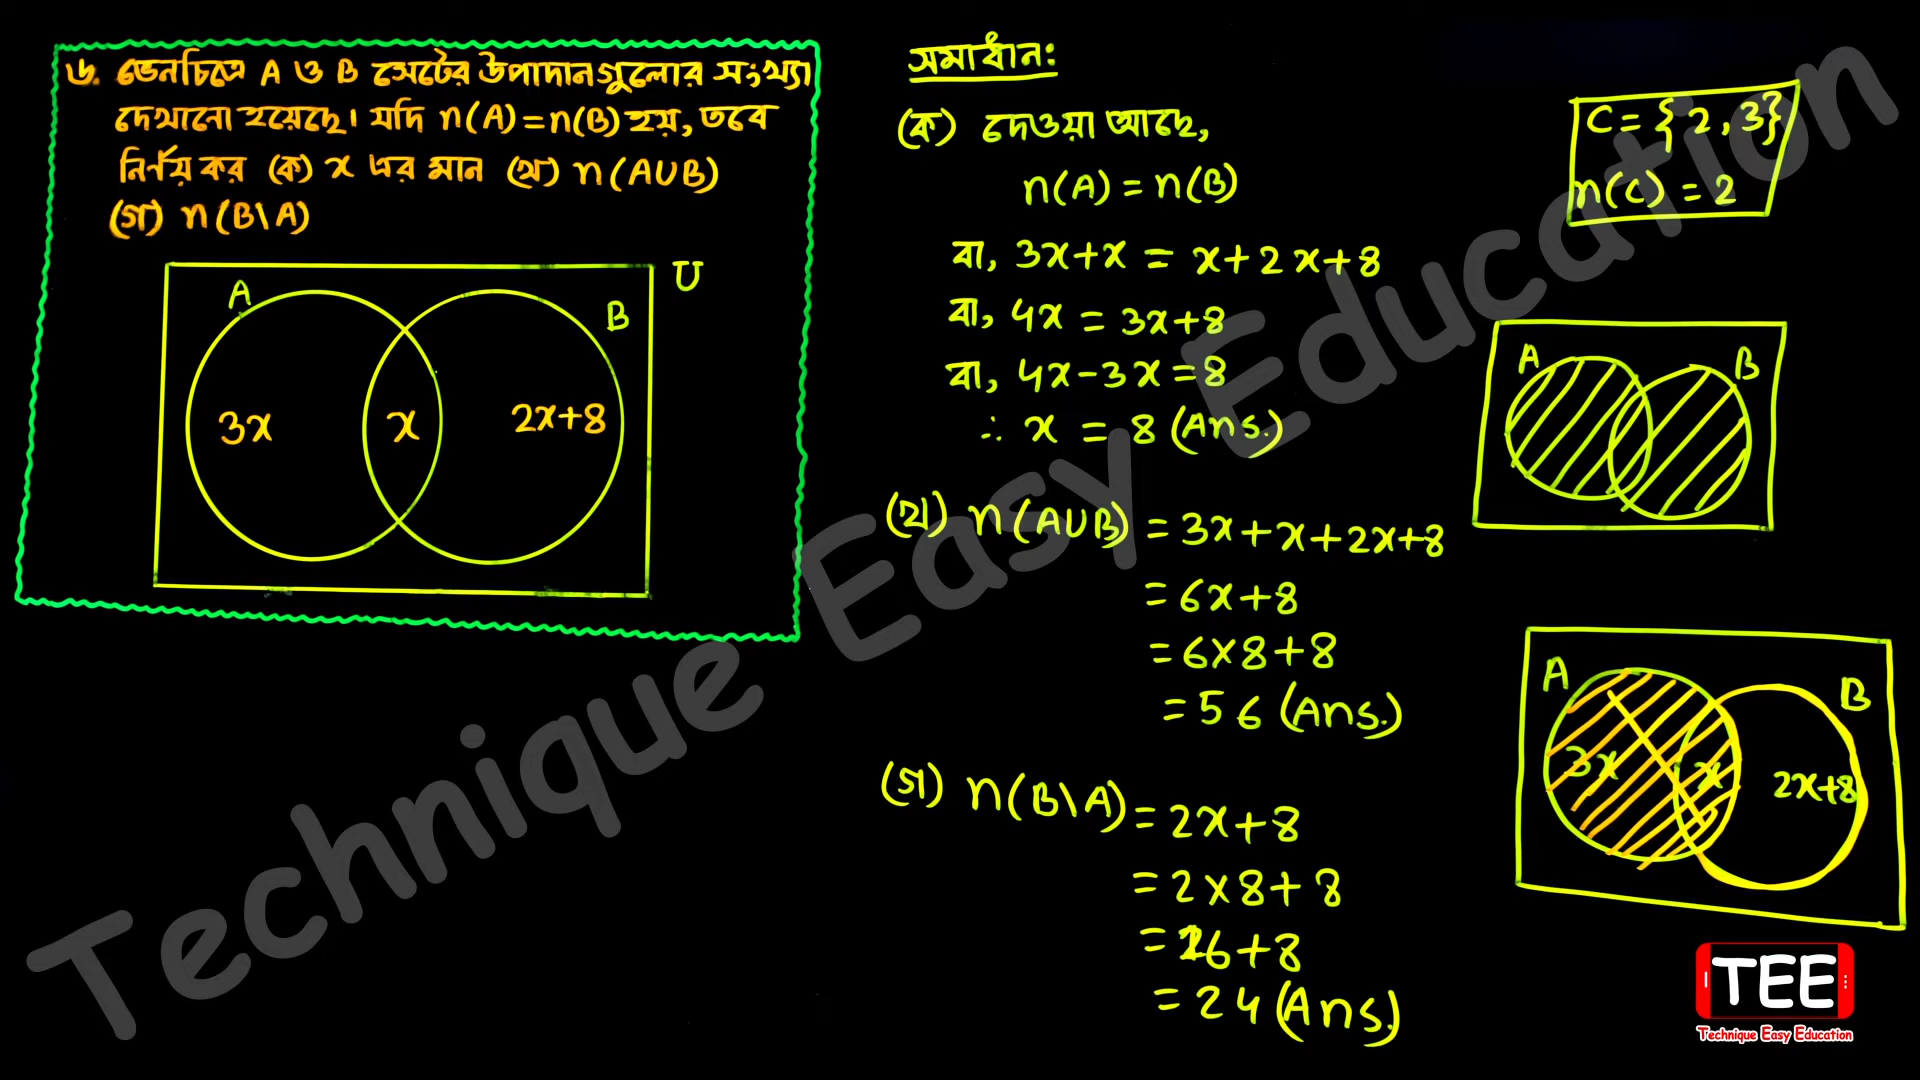 ৬. ভেনচিত্রে A ও B সেটের উপাদানগুলোর সংখ্যা
দেখানো হয়েছে। যদি n(A)=n(B) হয়, তবে
নির্ণয় কর (ক) x এর মান (খ) n(A∪B)
(গ) n(B\A)
U
A
B
3x
x
2x+8
সমাধান:
(ক) দেওয়া আছে,
n(A) = n(B)
বা, 3x+x = x+2x+8
বা, 4x = 3x+8
বা, 4x-3x=8
∴ x = 8 (Ans.)
(খ) n(A∪B) = 3x+x+2x+8
= 6x+8
= 6×8+8
= 56 (Ans.)
(গ) n(B\A) = 2x+8
= 2×8+8
= 16+8
= 24 (Ans.)
C = {2, 3}
n(C) = 2
A
B
A
B
3x
x
2x+8
Technique Easy Education
TEE
Technique Easy Education